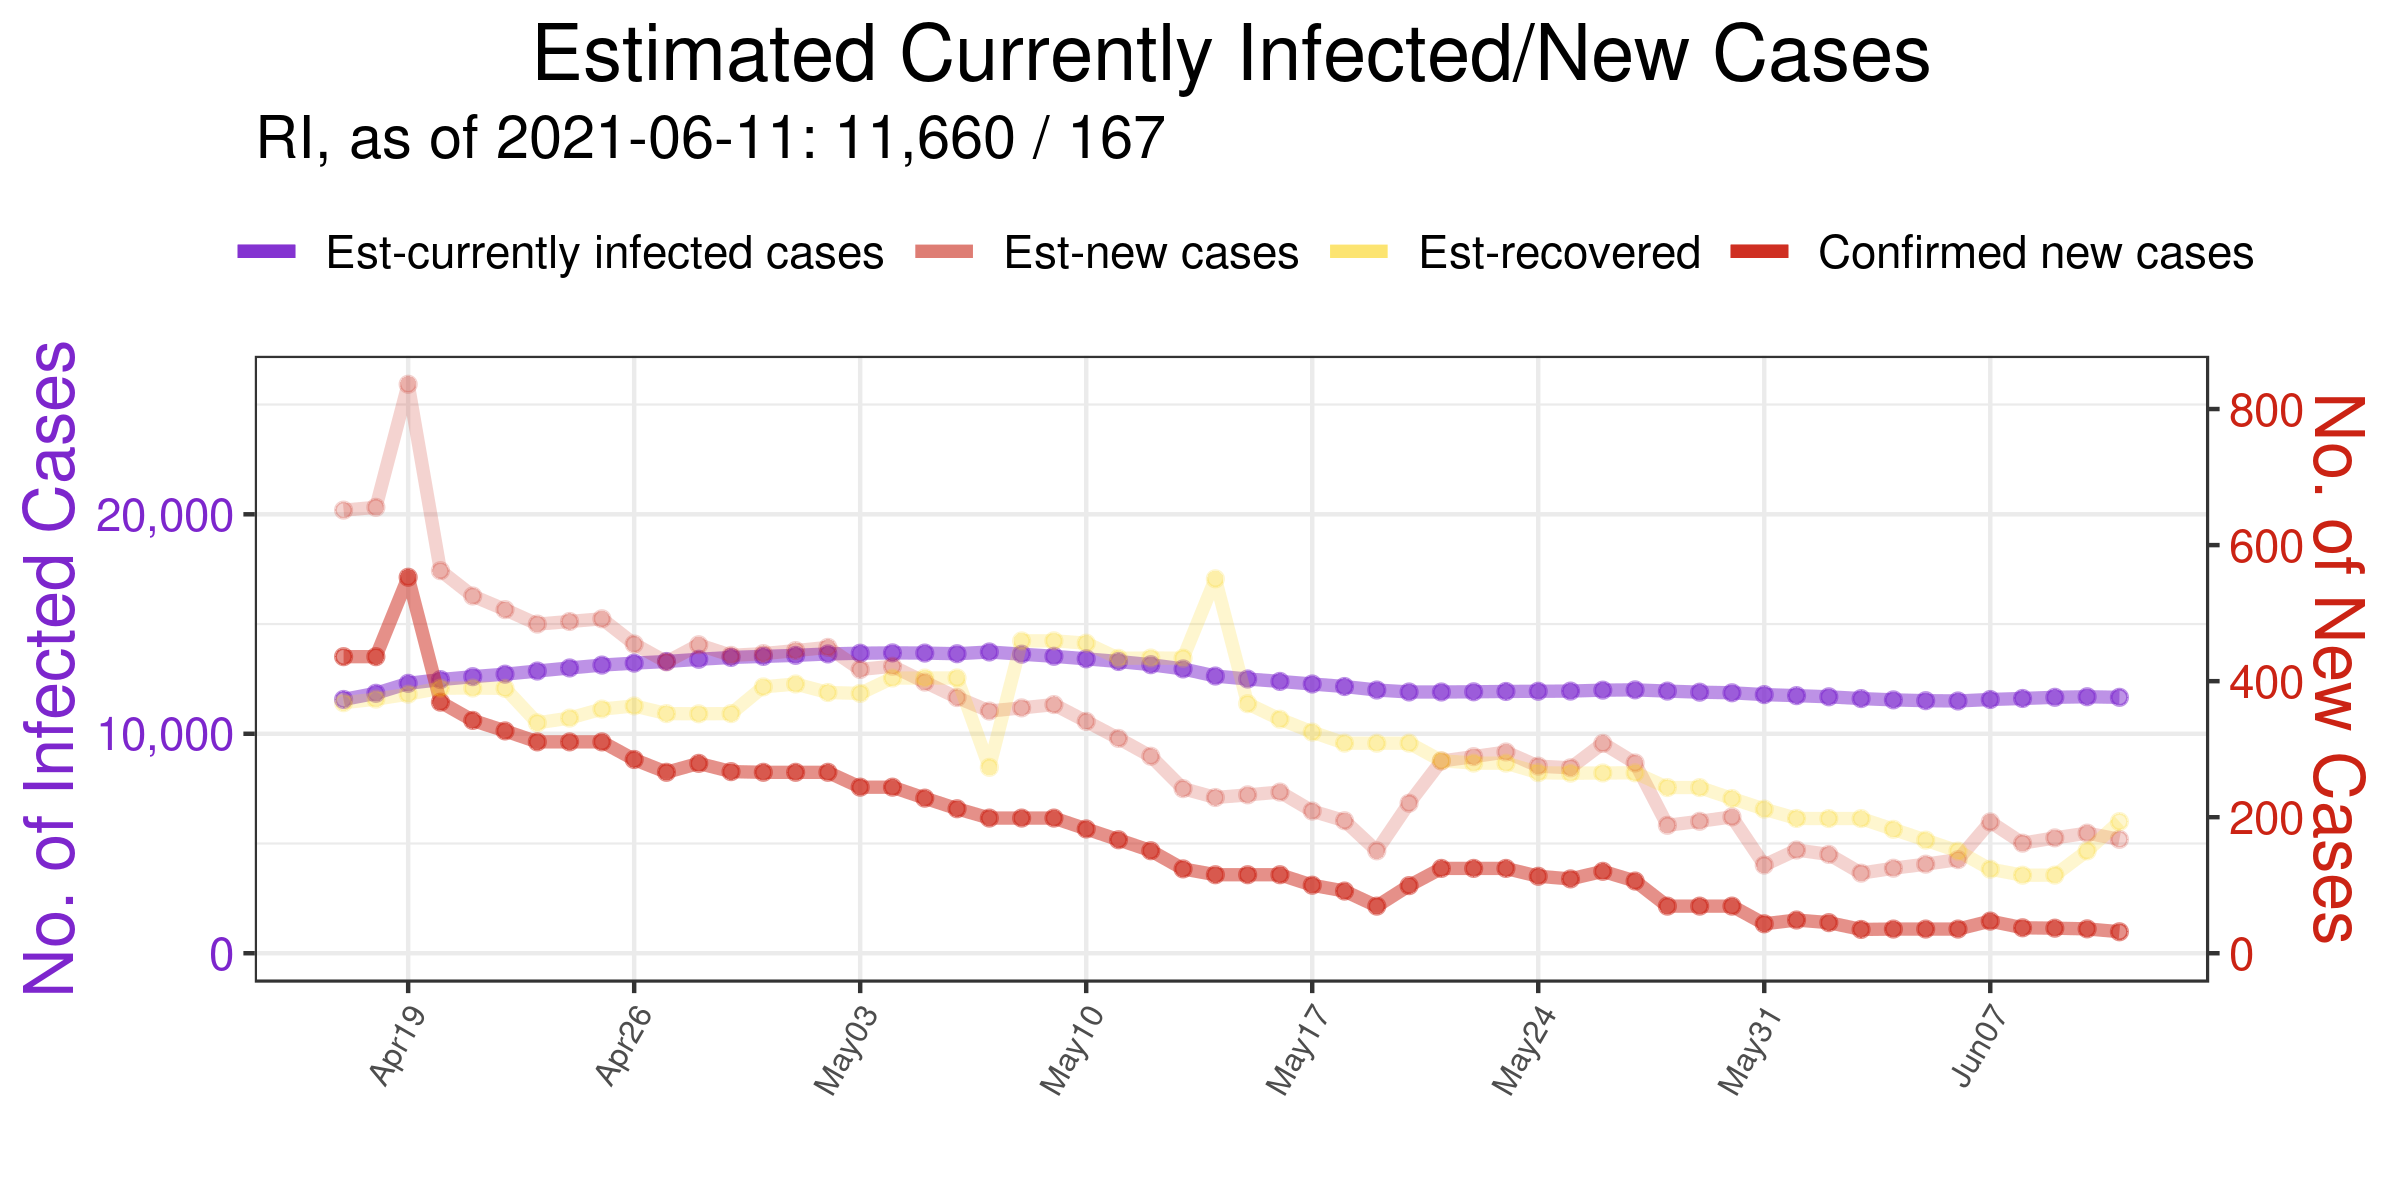 Estimated Currently Infected/New Cases
RI, as of 2021-06-11: 11,660 / 167
Est-currently infected cases Est-new cases Est-recovered Confirmed new cases
No. of Infected Cases
20,000
10,000
0
800
600
400
200
0
No. of New Cases
Apr19 Apr26 May03 May10 May17 May24 May31 Jun07